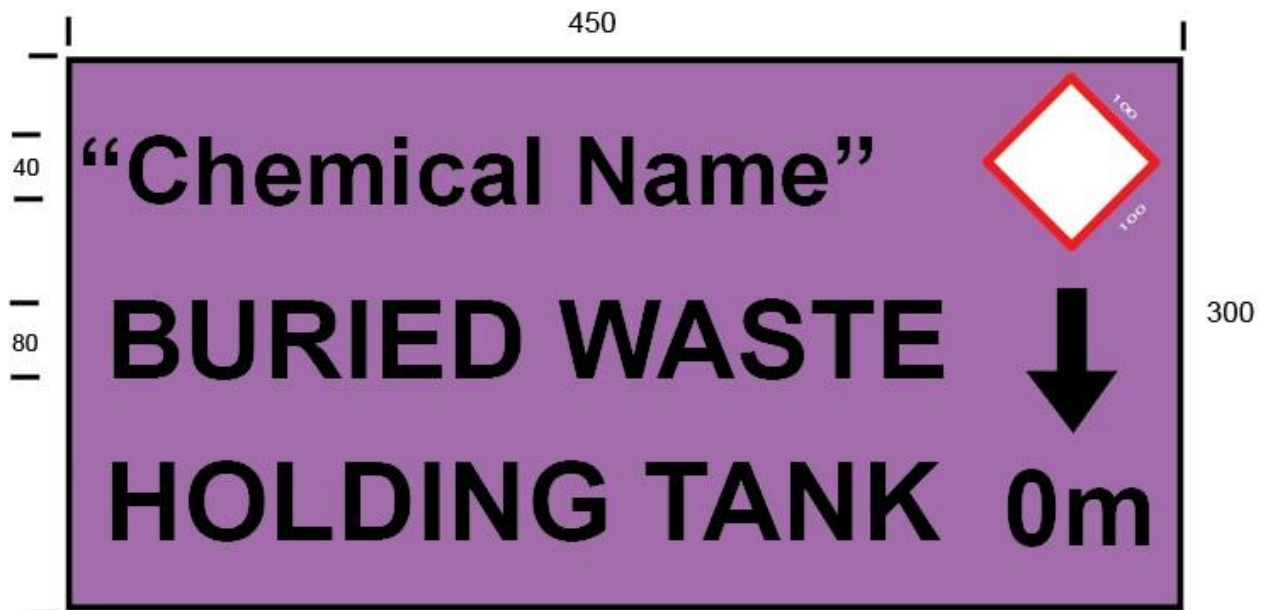 450
100
40
“Chemical Name”
100
300
80
BURIED WASTE
HOLDING TANK 0m